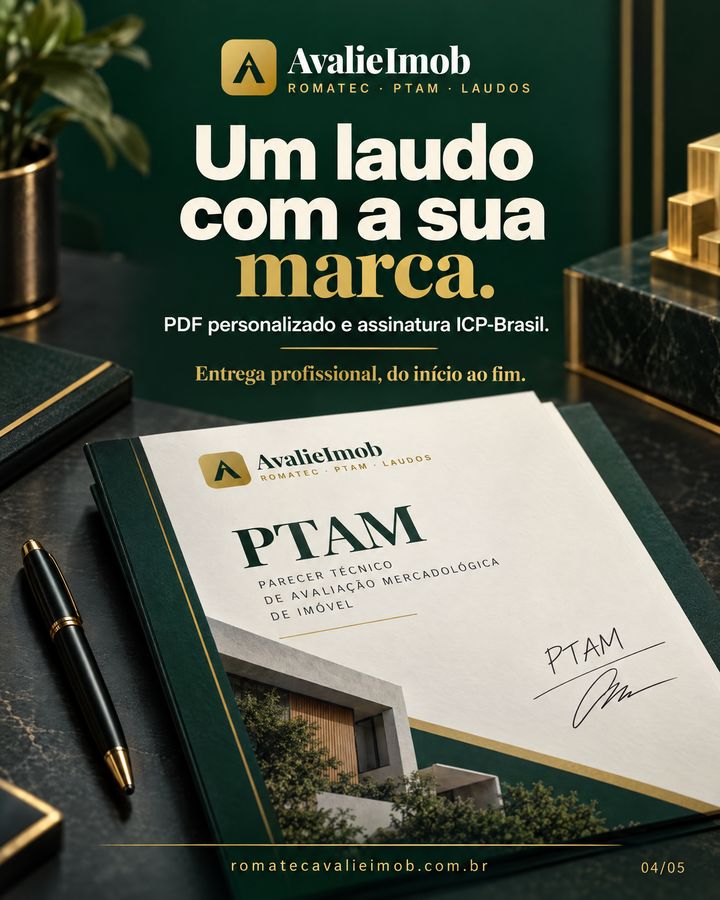 AvalieImob
ROMATEC · PTAM · LAUDOS
Um laudo
com a sua
marca.
PDF personalizado e assinatura ICP-Brasil.
Entrega profissional, do início ao fim.
AvalieImob
ROMATEC · PTAM · LAUDOS
PTAM
PARECER TÉCNICO
DE AVALIAÇÃO MERCADOLÓGICA
DE IMÓVEL
PTAM
romatecavalieimob.com.br
04/05